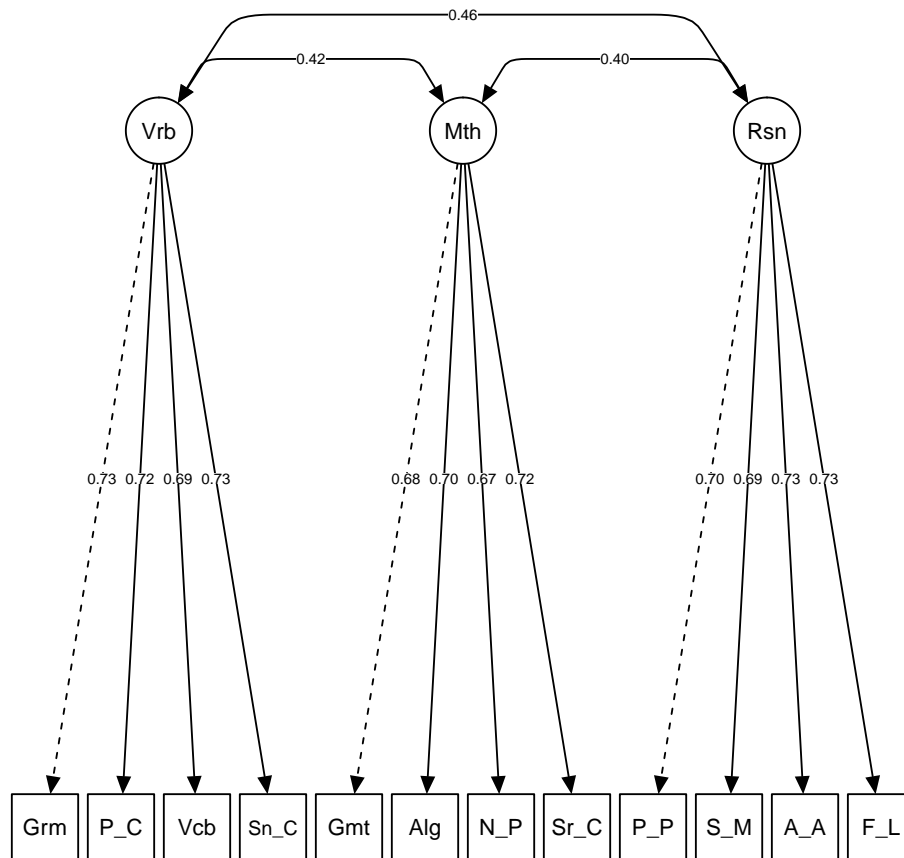 0.46
0.42 0.40
Vrb Mth Rsn
0.73 0.72 0.69 0.73 0.68 0.70 0.67 0.72 0.70 0.69 0.73 0.73
Grm P_C Vcb Sn_C Gmt Alg N_P Sr_C P_P S_M A_A F_L